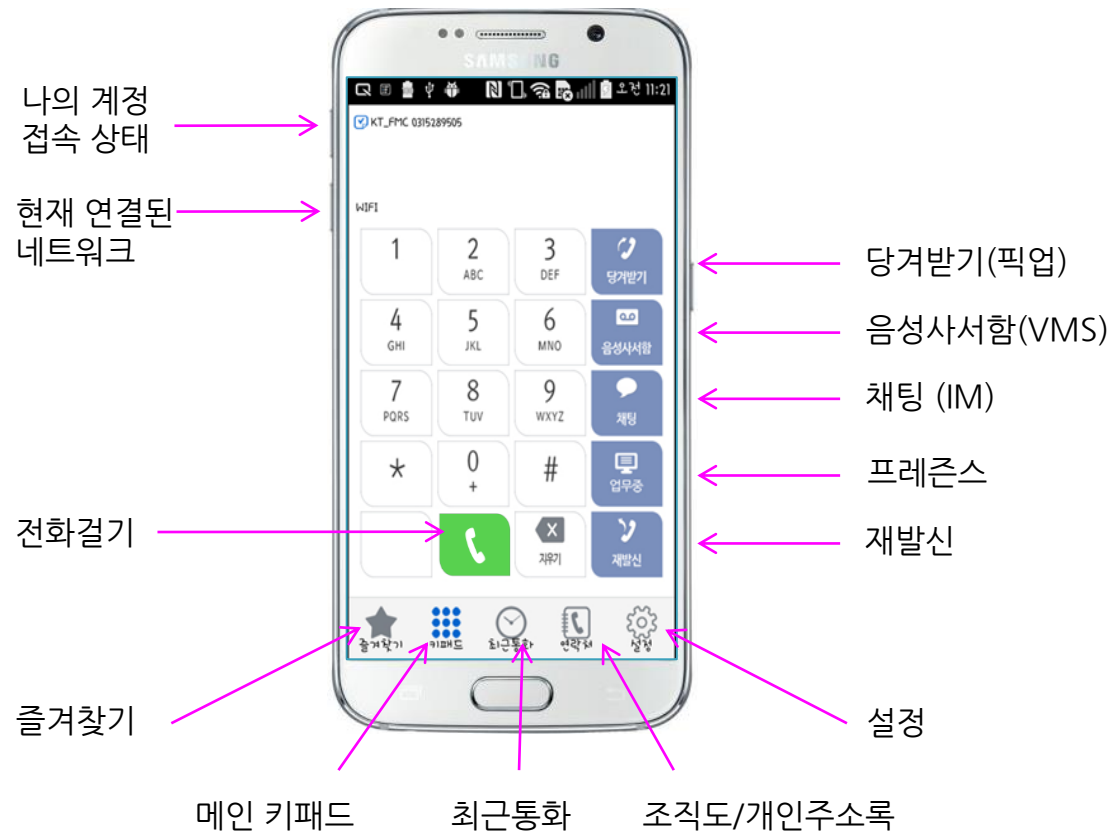 SAMSUNG
오전 11:21
나의 계정
접속 상태
KT_FMC 0315289505
현재 연결된
네트워크
WIFI
1
2
ABC
3
DEF
당겨받기
당겨받기(픽업)
4
GHI
5
JKL
6
MNO
음성사서함
음성사서함(VMS)
7
PQRS
8
TUV
9
WXYZ
채팅
채팅 (IM)
*
0
+
#
업무중
프레즌스
전화걸기
X
지우기
재발신
재발신
즐겨찾기
키패드
최근통화
연락처
설정
즐겨찾기
설정
메인 키패드
최근통화
조직도/개인주소록